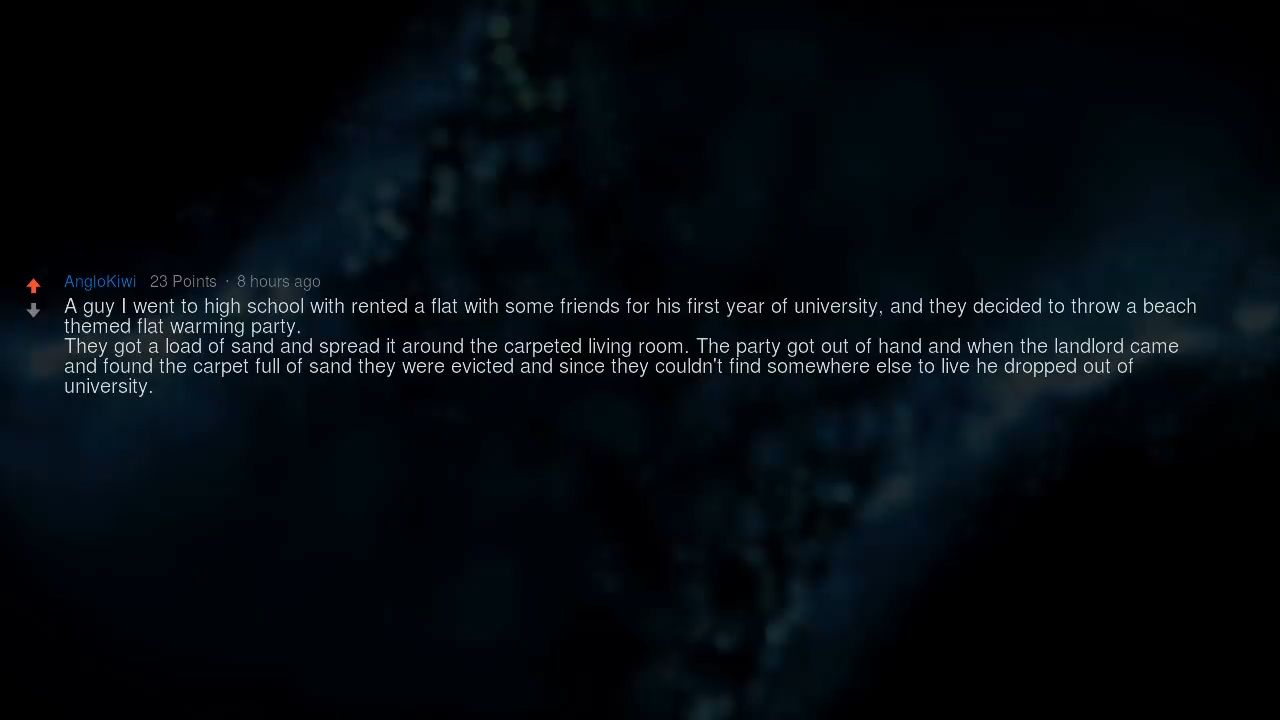 AngloKiwi 23 Points · 8 hours ago
A guy I went to high school with rented a flat with some friends for his first year of university, and they decided to throw a beach
themed flat warming party.
They got a load of sand and spread it around the carpeted living room. The party got out of hand and when the landlord came
and found the carpet full of sand they were evicted and since they couldn't find somewhere else to live he dropped out of
university.